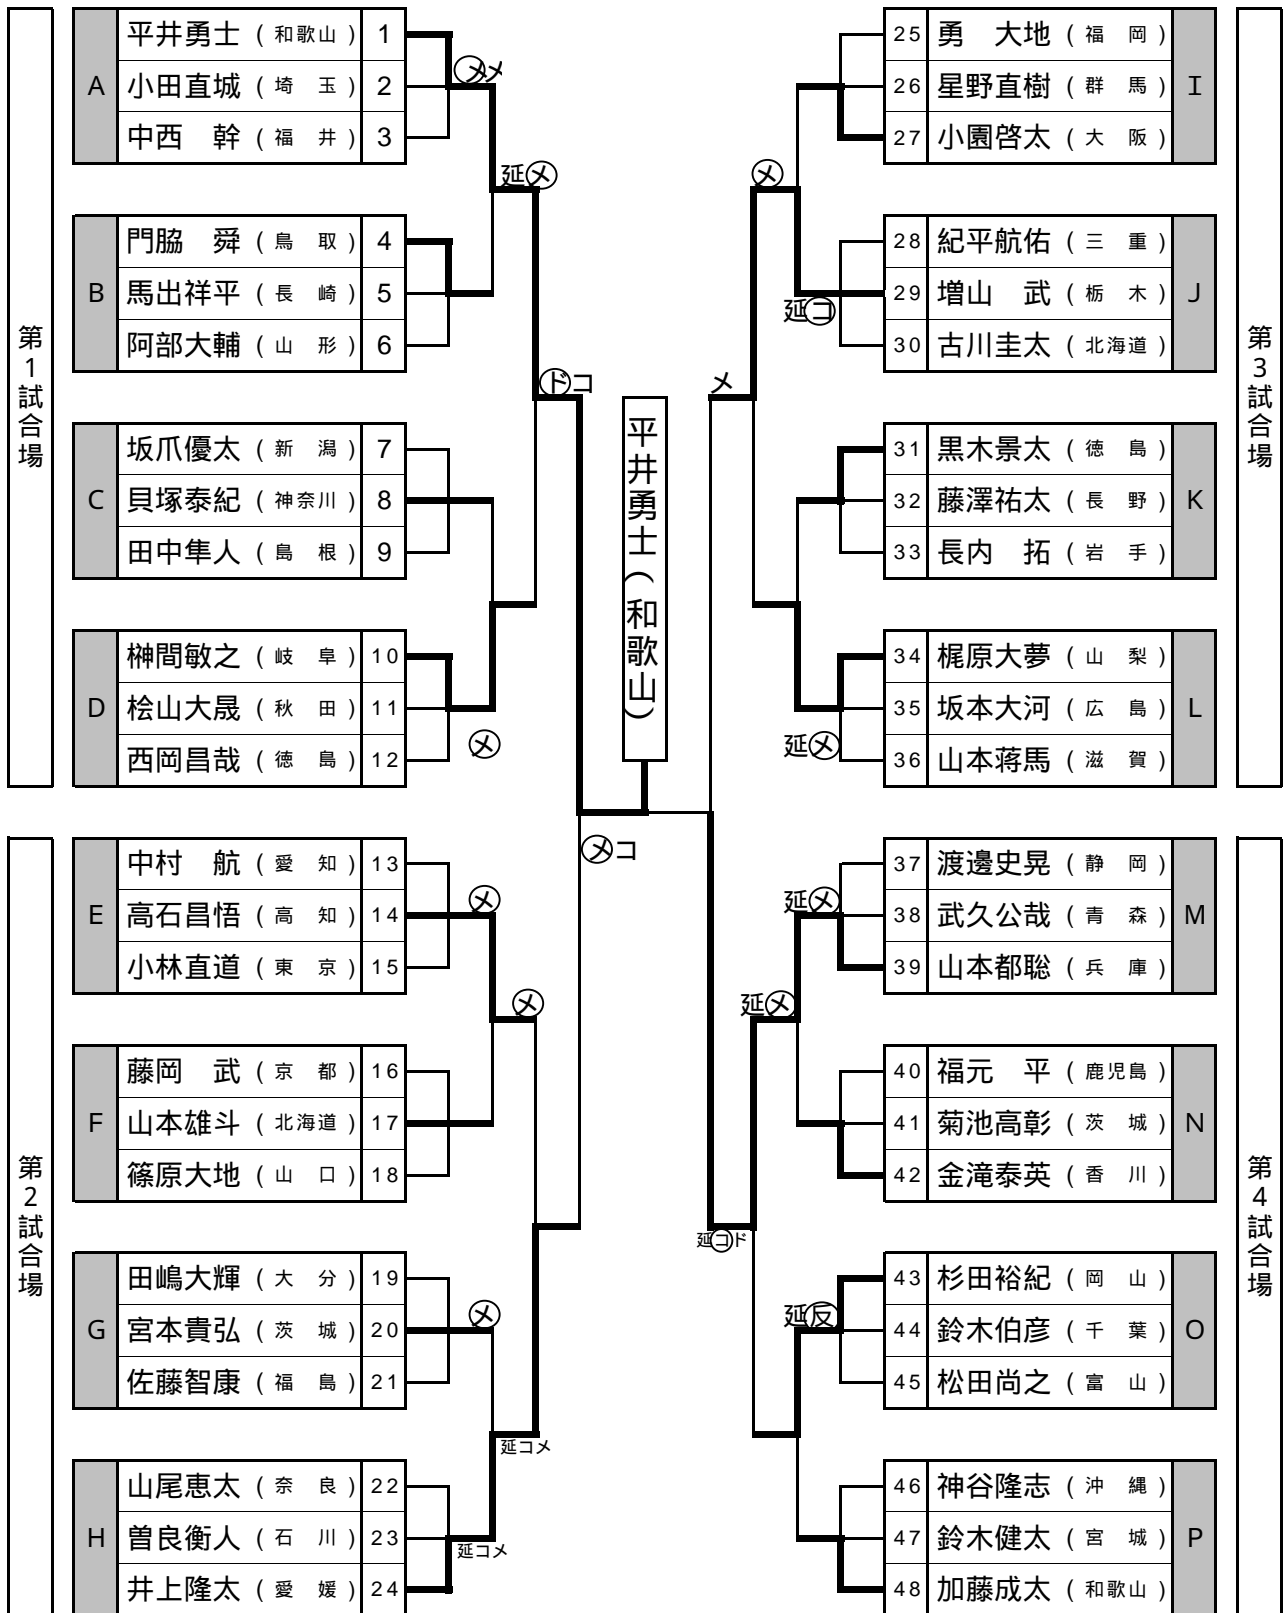 第1試合場
A
平井勇士 (和歌山) 1
小田直城 (埼 玉) 2
中西 幹 (福 井) 3
B
門脇 舜 (鳥 取) 4
馬出祥平 (長 崎) 5
阿部大輔 (山 形) 6
C
坂爪優太 (新 潟) 7
貝塚泰紀 (神奈川) 8
田中隼人 (島 根) 9
D
榊間敏之 (岐 阜) 10
桧山大晟 (秋 田) 11
西岡昌哉 (徳 島) 12
第2試合場
E
中村 航 (愛 知) 13
高石昌悟 (高 知) 14
小林直道 (東 京) 15
F
藤岡 武 (京 都) 16
山本雄斗 (北海道) 17
篠原大地 (山 口) 18
G
田嶋大輝 (大 分) 19
宮本貴弘 (茨 城) 20
佐藤智康 (福 島) 21
H
山尾恵太 (奈 良) 22
曽良衡人 (石 川) 23
井上隆太 (愛 媛) 24
メメ
延メ
ドコ
メ
メ
メ
メ
延コメ
延コメ
平井勇士(和歌山)
メコ
メ
メ
延コ
延メ
延メ
延メ
延コド
延反
25 勇 大地 (福 岡)
26 星野直樹 (群 馬)
27 小園啓太 (大 阪)
I
28 紀平航佑 (三 重)
29 増山 武 (栃 木)
30 古川圭太 (北海道)
J
31 黒木景太 (徳 島)
32 藤澤祐太 (長 野)
33 長内 拓 (岩 手)
K
34 梶原大夢 (山 梨)
35 坂本大河 (広 島)
36 山本蒋馬 (滋 賀)
L
第3試合場
37 渡邊史晃 (静 岡)
38 武久公哉 (青 森)
39 山本都聡 (兵 庫)
M
40 福元 平 (鹿児島)
41 菊池高彰 (茨 城)
42 金滝泰英 (香 川)
N
43 杉田裕紀 (岡 山)
44 鈴木伯彦 (千 葉)
45 松田尚之 (富 山)
O
46 神谷隆志 (沖 縄)
47 鈴木健太 (宮 城)
48 加藤成太 (和歌山)
P
第4試合場